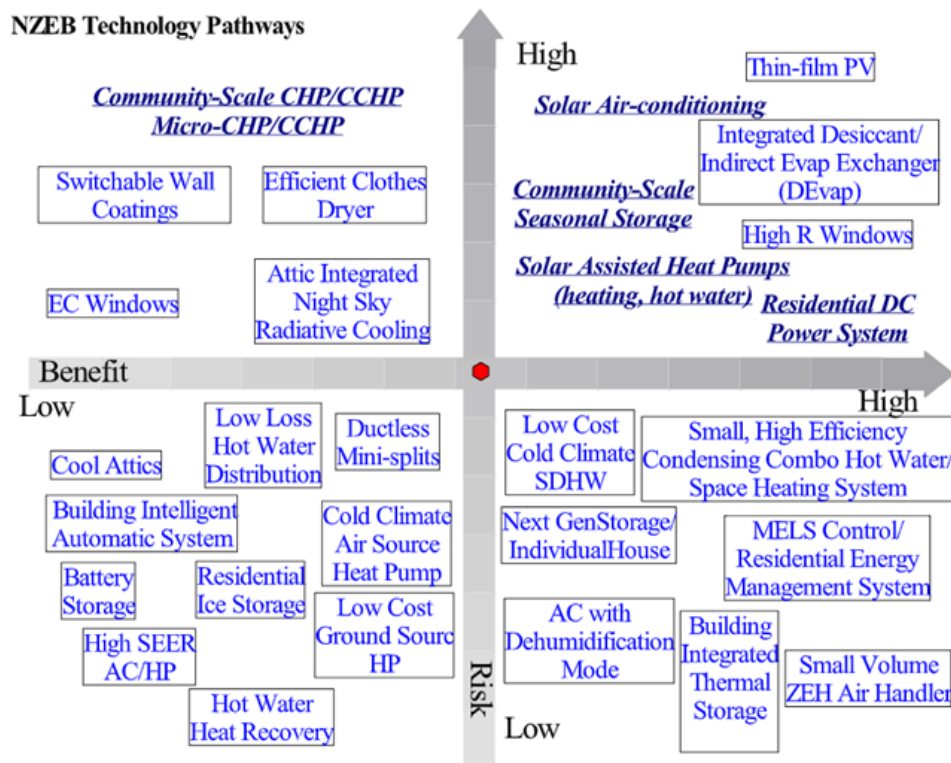 NZEB Technology Pathways
High
Thin-film PV
Community-Scale CHP/CCHP
Micro-CHP/CCHP
Solar Air-conditioning
Integrated Desiccant/
Indirect Evap Exchanger
(DEvap)
Switchable Wall
Coatings
Efficient Clothes
Dryer
Community-Scale
Seasonal Storage
High R Windows
EC Windows
Attic Integrated
Night Sky
Radiative Cooling
Solar Assisted Heat Pumps
(heating, hot water)
Residential DC
Power System
Benefit
Low
High
Cool Attics
Low Loss
Hot Water
Distribution
Ductless
Mini-splits
Low Cost
Cold Climate
SDHW
Small, High Efficiency
Condensing Combo Hot Water/
Space Heating System
Building Intelligent
Automatic System
Cold Climate
Air Source
Heat Pump
Next GenStorage/
IndividualHouse
MELS Control/
Residential Energy
Management System
Battery
Storage
Residential
Ice Storage
Low Cost
Ground Sourc
HP
AC with
Dehumidification
Mode
Building
Integrated
Thermal
Storage
Small Volume
ZEH Air Handler
High SEER
AC/HP
Hot Water
Heat Recovery
Risk
Low